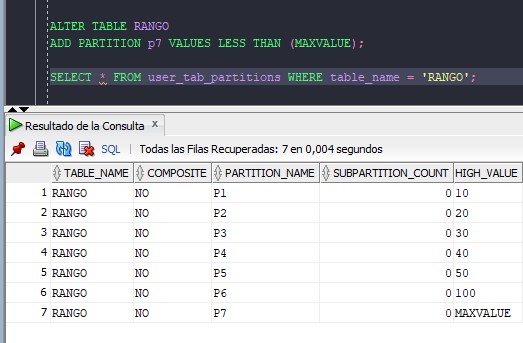 ALTER TABLE RANGO
ADD PARTITION p7 VALUES LESS THAN (MAXVALUE);
SELECT * FROM user_tab_partitions WHERE table_name = 'RANGO';
Resultado de la Consulta x
SQL | Todas las Filas Recuperadas: 7 en 0,004 segundos
TABLE_NAME COMPOSITE PARTITION_NAME SUBPARTITION_COUNT HIGH_VALUE
1 RANGO NO P1 0 10
2 RANGO NO P2 0 20
3 RANGO NO P3 0 30
4 RANGO NO P4 0 40
5 RANGO NO P5 0 50
6 RANGO NO P6 0 100
7 RANGO NO P7 0 MAXVALUE